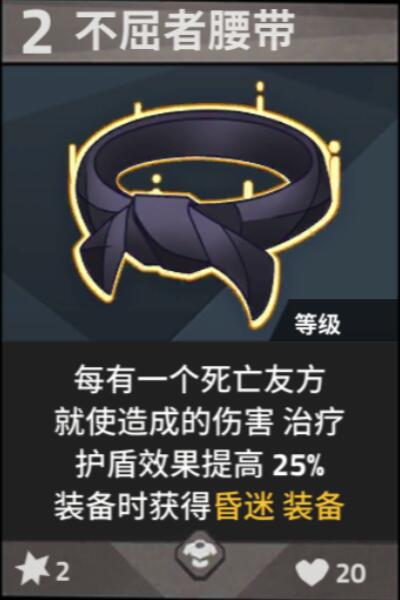 2 不屈者腰带
等级
每有一个死亡友方
就使造成的伤害 治疗
护盾效果提高 25%
装备时获得昏迷 装备
2
20